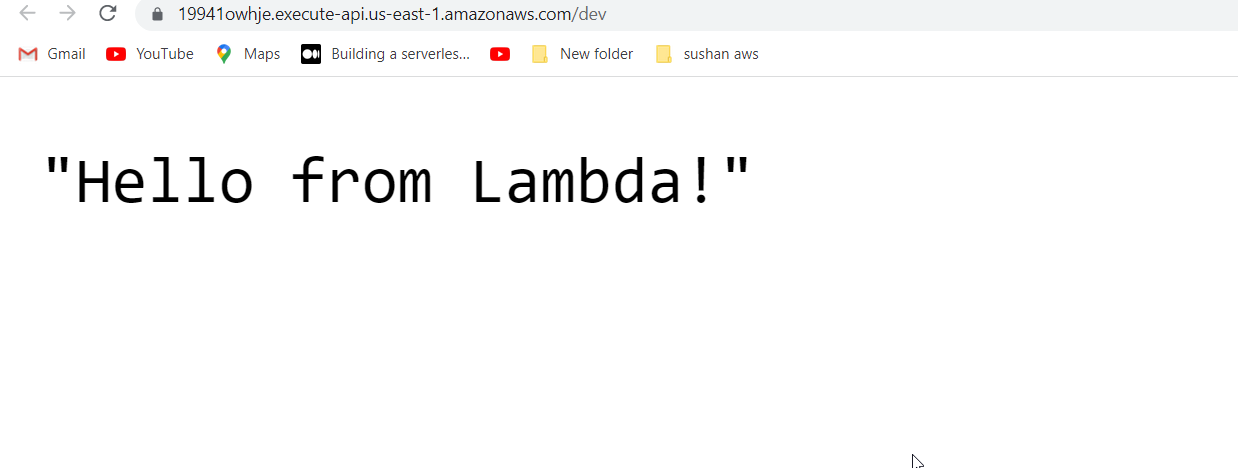 19941owhje.execute-api.us-east-1.amazonaws.com/dev
Gmail YouTube Maps Building a serverles... New folder sushan aws
"Hello from Lambda!"